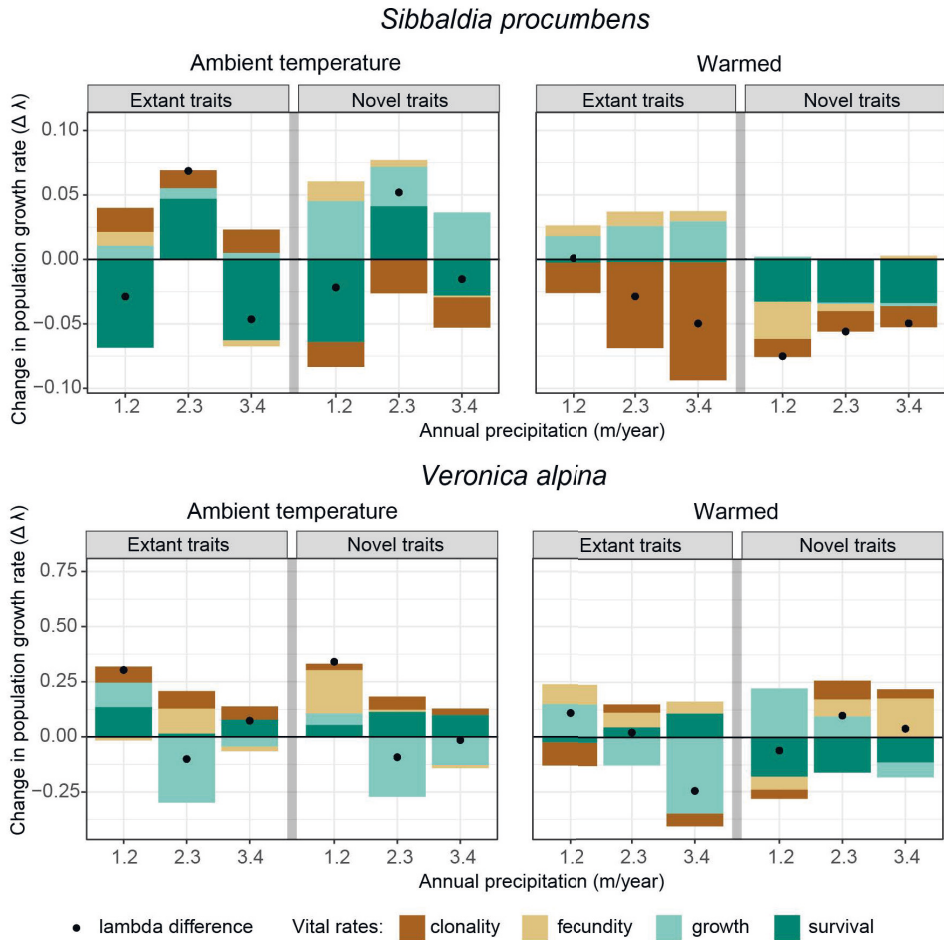 Sibbaldia procumbens
Ambient temperature Warmed
Extant traits Novel traits Extant traits Novel traits
Change in population growth rate (Δ λ)
0.10
0.05
0.00
−0.05
−0.10
1.2 2.3 3.4 1.2 2.3 3.4 1.2 2.3 3.4 1.2 2.3 3.4
Annual precipitation (m/year)
Veronica alpina
Ambient temperature Warmed
Extant traits Novel traits Extant traits Novel traits
Change in population growth rate (Δ λ)
0.75
0.50
0.25
0.00
−0.25
1.2 2.3 3.4 1.2 2.3 3.4 1.2 2.3 3.4 1.2 2.3 3.4
Annual precipitation (m/year)
lambda difference Vital rates: clonality fecundity growth survival